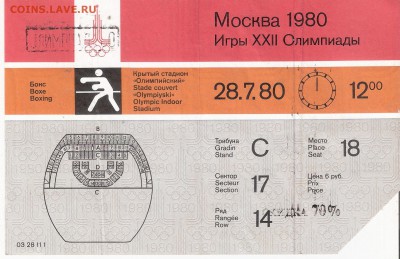 COINS.LAV.RU
Москва 1980
Игры XXII Олимпиады
Бокс
Boxe
Boxing
Крытый стадион
«Олимпийский»
Stade couvert
«Olympiyski»
Olympic Indoor
Stadium
28.7.80
12 00
Трибуна
Gradin
Stand
C
Место
Place
Seat
18
Сектор
Secteur
Section
17
Цена 6 руб.
Prix
Price
Ряд
Rangée
Row
14
70%
B
A
C
03 28 11 1